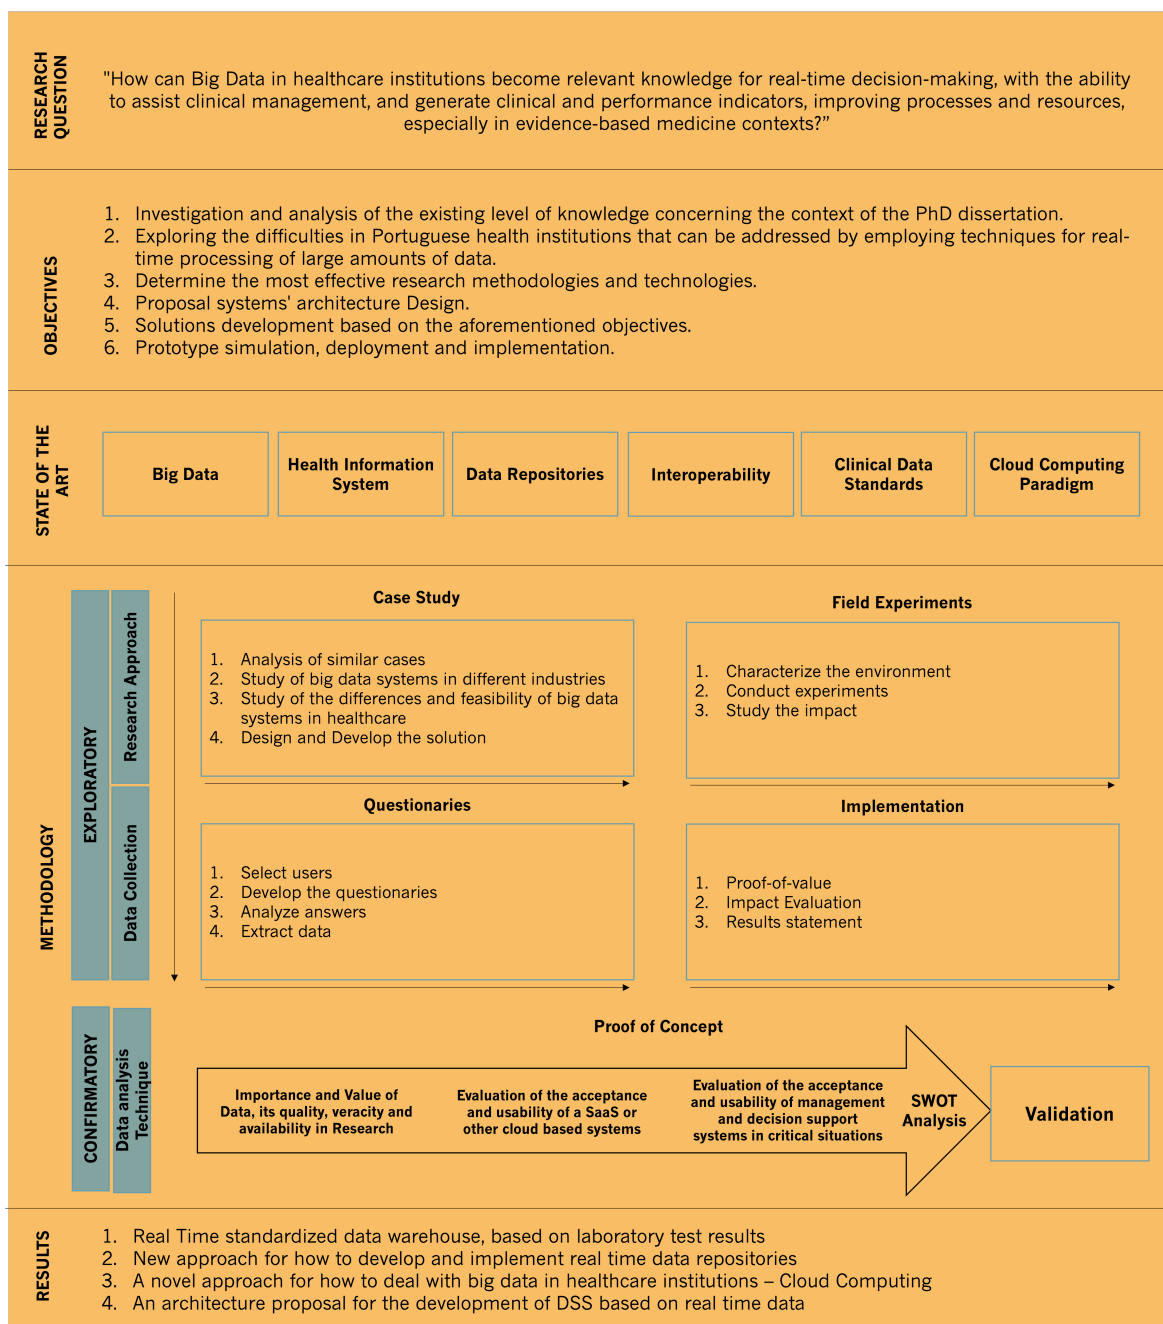 RESEARCH
QUESTION
"How can Big Data in healthcare institutions become relevant knowledge for real-time decision-making, with the ability
to assist clinical management, and generate clinical and performance indicators, improving processes and resources,
especially in evidence-based medicine contexts?”
OBJECTIVES
1. Investigation and analysis of the existing level of knowledge concerning the context of the PhD dissertation.
2. Exploring the difficulties in Portuguese health institutions that can be addressed by employing techniques for real-
time processing of large amounts of data.
3. Determine the most effective research methodologies and technologies.
4. Proposal systems' architecture Design.
5. Solutions development based on the aforementioned objectives.
6. Prototype simulation, deployment and implementation.
STATE OF THE
ART
Big Data
Health Information
System
Data Repositories
Interoperability
Clinical Data
Standards
Cloud Computing
Paradigm
METHODOLOGY
EXPLORATORY
Research Approach
Case Study
1. Analysis of similar cases
2. Study of big data systems in different industries
3. Study of the differences and feasibility of big data
systems in healthcare
4. Design and Develop the solution
Field Experiments
1. Characterize the environment
2. Conduct experiments
3. Study the impact
Data Collection
Questionaries
1. Select users
2. Develop the questionaries
3. Analyze answers
4. Extract data
Implementation
1. Proof-of-value
2. Impact Evaluation
3. Results statement
CONFIRMATORY
Data analysis
Technique
Proof of Concept
Importance and Value of
Data, its quality, veracity and
availability in Research
Evaluation of the acceptance
and usability of a SaaS or
other cloud based systems
Evaluation of the acceptance
and usability of management
and decision support
systems in critical situations
SWOT
Analysis
Validation
RESULTS
1. Real Time standardized data warehouse, based on laboratory test results
2. New approach for how to develop and implement real time data repositories
3. A novel approach for how to deal with big data in healthcare institutions – Cloud Computing
4. An architecture proposal for the development of DSS based on real time data